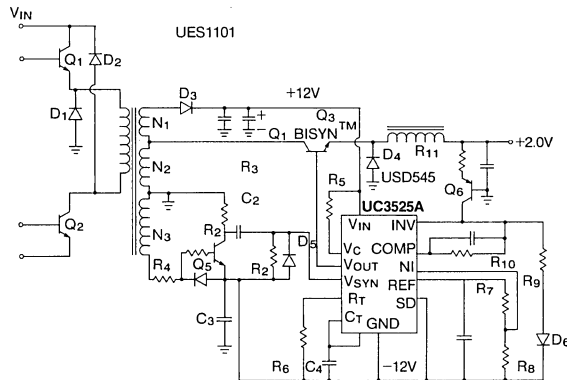 VIN
UES1101
Q1
D2
D1
D3
+12V
Q3
N1
Q1 BISYN™
+2.0V
D4
R11
N2
R3
USD545
Q6
C2
R5
UC3525A
Q2
N3
R2
D5
VIN
INV
R4
Q5
R2
VC
COMP
R10
R9
VOUT
NI
VSYN
REF
R7
RT
SD
C3
CT
GND
D6
R6
C4
−12V
R8